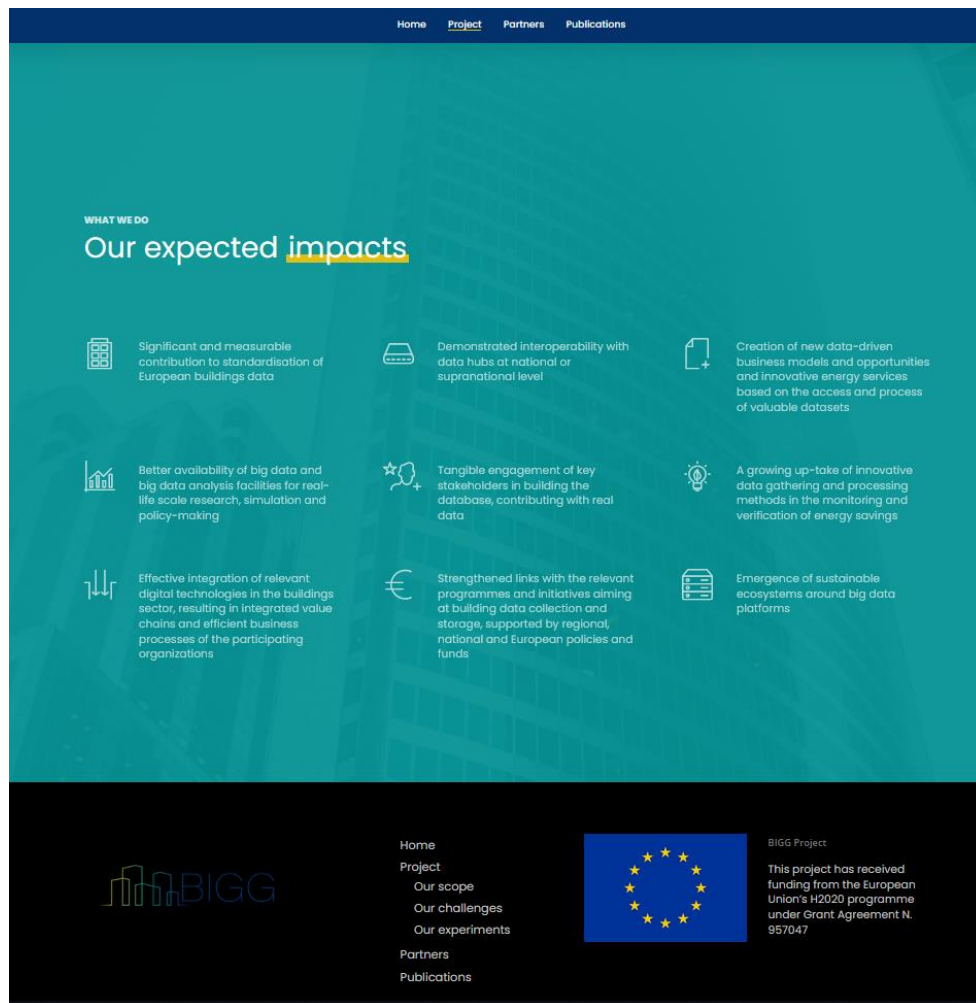 Home Project Partners Publications
WHAT WE DO
Our expected impacts
Significant and measurable
contribution to standardisation of
European buildings data
Demonstrated interoperability with
data hubs at national or
supranational level
Creation of new data-driven
business models and opportunities
and innovative energy services
based on the access and process
of valuable datasets
Better availability of big data and
big data analysis facilities for real-
life scale research, simulation and
policy-making
Tangible engagement of key
stakeholders in building the
database, contributing with real
data
A growing up-take of innovative
data gathering and processing
methods in the monitoring and
verification of energy savings
Effective integration of relevant
digital technologies in the buildings
sector, resulting in integrated value
chains and efficient business
processes of the participating
organizations
Strengthened links with the relevant
programmes and initiatives aiming
at building data collection and
storage, supported by regional,
national and European policies and
funds
Emergence of sustainable
ecosystems around big data
platforms
BIGG
Home
Project
Our scope
Our challenges
Our experiments
Partners
Publications
BIGG Project
This project has received
funding from the European
Union's H2020 programme
under Grant Agreement N.
957047